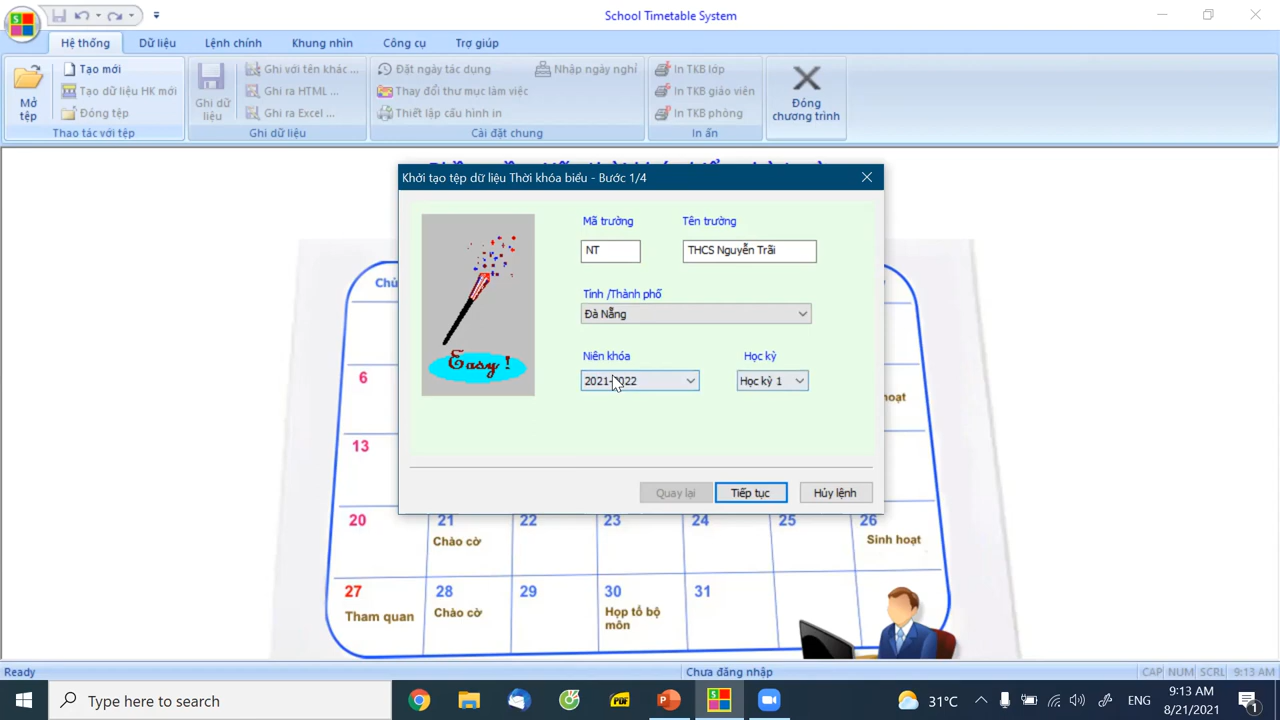 School Timetable System
Hệ thống
Dữ liệu
Lệnh chính
Khung nhìn
Công cụ
Trợ giúp
Mở tệp
Tạo mới
Tạo dữ liệu HK mới
Đóng tệp
Thao tác với tệp
Ghi dữ liệu
Ghi với tên khác ...
Ghi ra HTML ...
Ghi ra Excel ...
Ghi dữ liệu
Đặt ngày tác dụng
Thay đổi thư mục làm việc
Thiết lập cấu hình in
Nhập ngày nghỉ
Cài đặt chung
In TKB lớp
In TKB giáo viên
In TKB phòng
In ấn
Đóng chương trình
Khởi tạo tệp dữ liệu Thời khóa biểu - Bước 1/4
Mã trường
Tên trường
NT
THCS Nguyễn Trãi
Tỉnh /Thành phố
Đà Nẵng
Niên khóa
Học kỳ
2021-2022
Học kỳ 1
Easy !
Quay lại
Tiếp tục
Hủy lệnh
6
13
20
21
22
23
24
25
26
Chào cờ
Sinh hoạt
27
28
29
30
31
Tham quan
Chào cờ
Họp tổ bộ
môn
Ready
Chưa đăng nhập
CAP
NUM
SCRL
9:13 AM
Type here to search
PDF
31°C
ENG
9:13 AM
8/21/2021
1